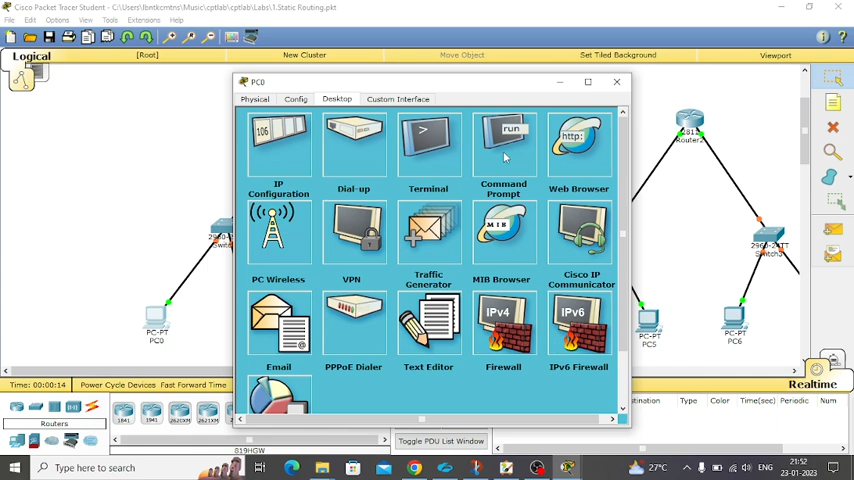 Cisco Packet Tracer Student - C:\Users\lbntkcmtns\Music\cptlab\Labs\1.Static Routing.pkt
File Edit Options View Tools Extensions Help
Logical [Root] New Cluster Move Object Set Tiled Background Viewport
PC0
Physical Config Desktop Custom Interface
106
>
run
http:
IP Configuration
Dial-up
Terminal
Command Prompt
Web Browser
MIB
PC Wireless
VPN
Traffic Generator
MIB Browser
Cisco IP Communicator
IPv4
IPv6
Email
PPPoE Dialer
Text Editor
Firewall
IPv6 Firewall
Router2
2960-24TT
Switch3
PC-PT
PC0
PC-PT
PC5
PC-PT
PC6
Time: 00:00:14 Power Cycle Devices Fast Forward Time Realtime
Routers
1841 1941 2620XM 2621XM
819HGW
Toggle PDU List Window
Type Color Time(sec) Periodic Num
Type here to search
27°C
ENG
21:52
23-01-2023